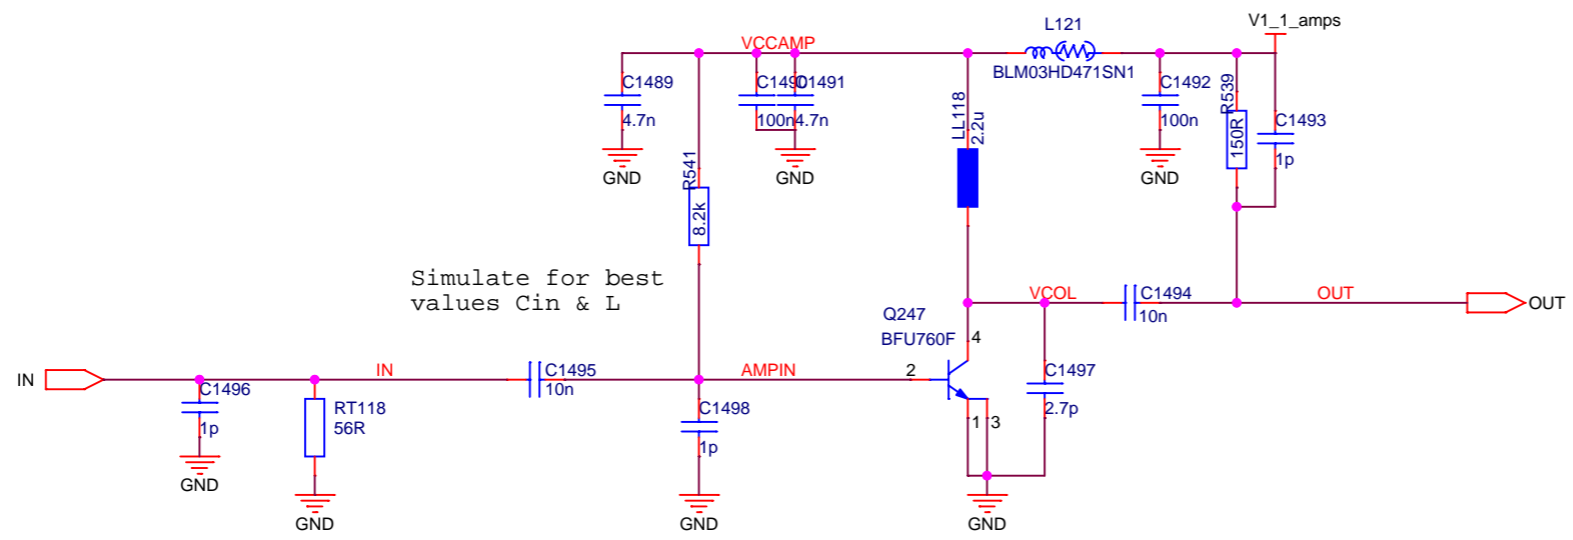 L121
V1_1_amps
VCCAMP
BLM03HD471SN1
C1489
4.7n
GND
C1490
100n
C1491
4.7n
GND
LL118
2.2u
C1492
100n
GND
R539
150R
C1493
1p
R541
8.2k
Simulate for best
values Cin & L
VCOL
C1494
10n
OUT
OUT
Q247
BFU760F
4
IN
IN
C1495
10n
AMPIN
2
C1497
2.7p
C1496
1p
GND
RT118
56R
GND
C1498
1p
GND
1
3
GND